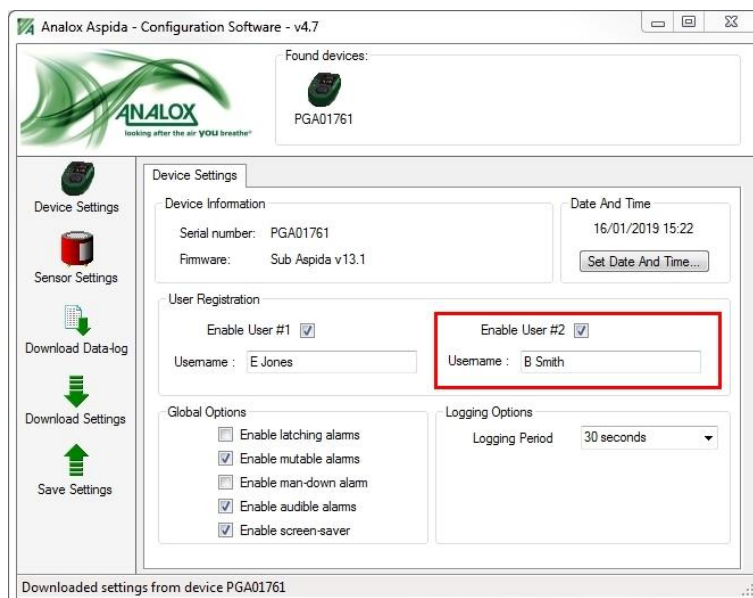 Analox Aspida - Configuration Software - v4.7
Found devices:
PGA01761
ANALOX
looking after the air YOU breathe®
Device Settings
Sensor Settings
Download Data-log
Download Settings
Save Settings
Device Settings
Device Information
Serial number: PGA01761
Firmware: Sub Aspida v13.1
Date And Time
16/01/2019 15:22
Set Date And Time...
User Registration
Enable User #1
Username : E Jones
Enable User #2
Username : B Smith
Global Options
Enable latching alarms
Enable mutable alarms
Enable man-down alarm
Enable audible alarms
Enable screen-saver
Logging Options
Logging Period 30 seconds
Downloaded settings from device PGA01761